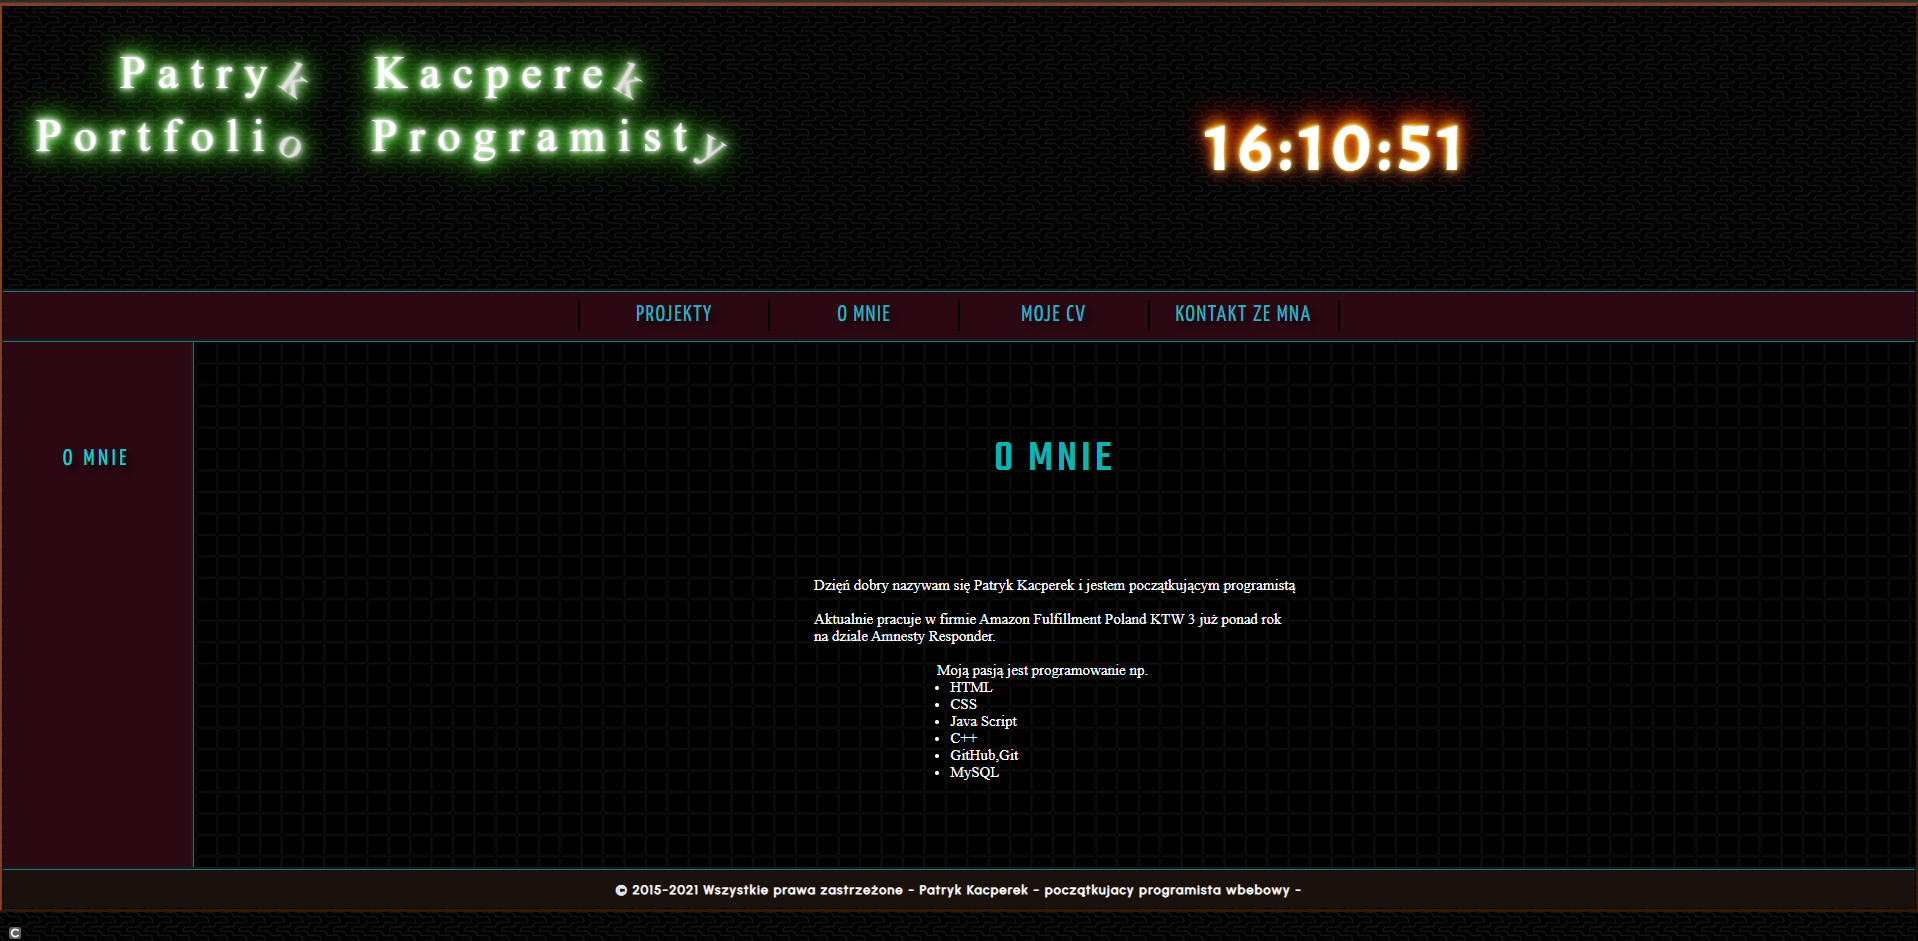 Patryk Kacperek
Portfolio Programisty
16:10:51
PROJEKTY O MNIE MOJE CV KONTAKT ZE MNA
O MNIE
O MNIE
Dzięń dobry nazywam się Patryk Kacperek i jestem początkującym programistą
Aktualnie pracuje w firmie Amazon Fulfillment Poland KTW 3 już ponad rok
na dziale Amnesty Responder.
Moją pasją jest programowanie np.
• HTML
• CSS
• Java Script
• C++
• GitHub,Git
• MySQL
© 2015-2021 Wszystkie prawa zastrzeżone - Patryk Kacperek - początkujacy programista wbebowy -
C